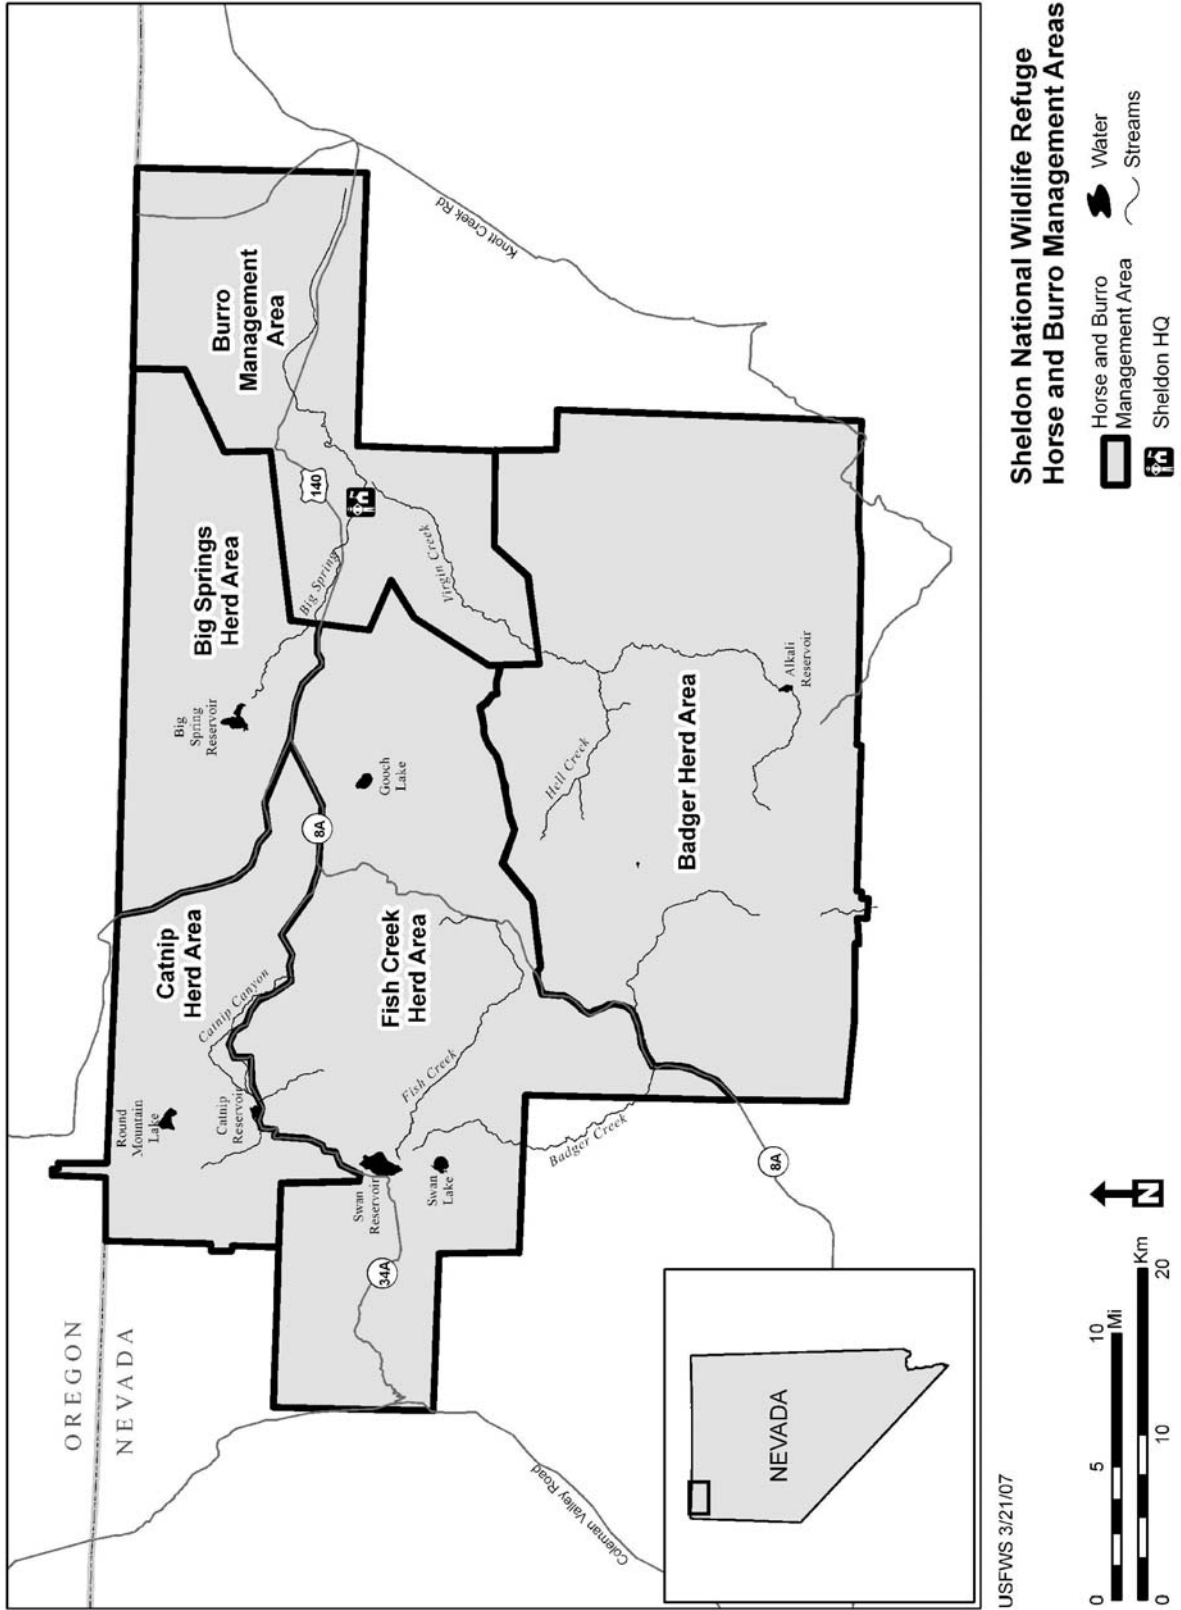 OREGON
NEVADA
Round
Mountain
Lake
Catnip
Herd Area
Catnip Canyon
Catnip
Reservoir
Big Springs
Herd Area
Big
Spring
Reservoir
Big Spring
Burro
Management
Area
140
8A
Gooch
Lake
Fish Creek
Herd Area
Fish Creek
Swan
Reservoir
Swan
Lake
34A
Virgin Creek
Knott Creek Rd
Badger Creek
Hell Creek
Badger Herd Area
Alkali
Reservoir
8A
Coleman Valley Road
NEVADA
USFWS 3/21/07
0 5 10
Mi
Km
0 10 20
N
Sheldon National Wildlife Refuge
Horse and Burro Management Areas
Horse and Burro
Management Area
Sheldon HQ
Water
Streams